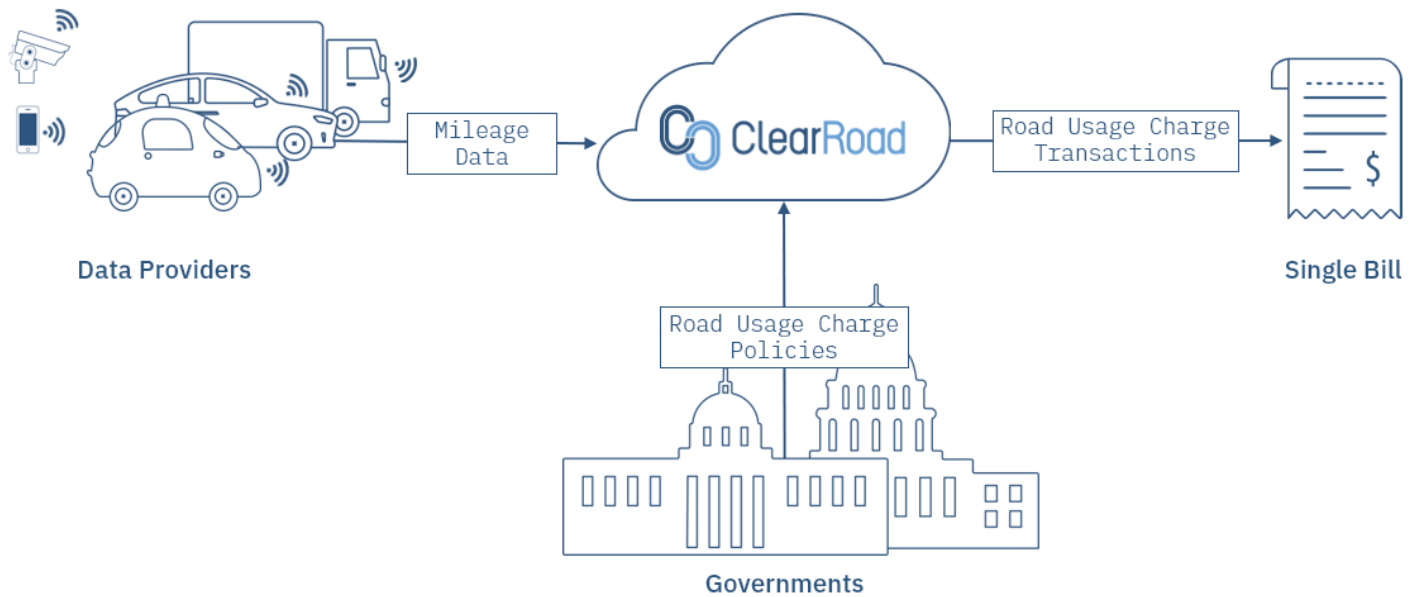 Mileage
Data
ClearRoad
Road Usage Charge
Transactions
$
Data Providers
Single Bill
Road Usage Charge
Policies
Governments